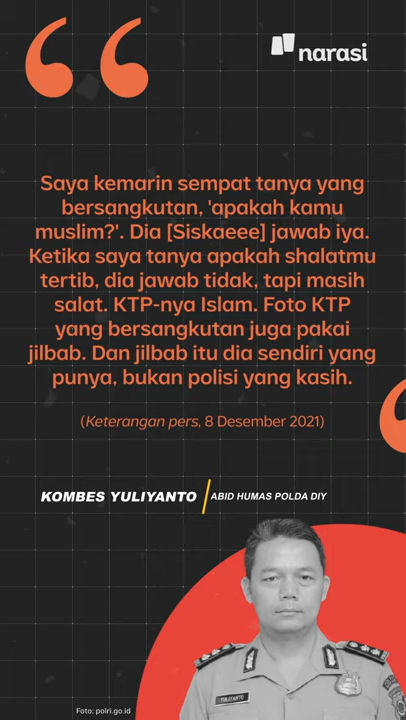 narasi
Saya kemarin sempat tanya yang
bersangkutan, 'apakah kamu
muslim?'. Dia [Siskaeee] jawab iya.
Ketika saya tanya apakah shalatmu
tertib, dia jawab tidak, tapi masih
salat. KTP-nya Islam. Foto KTP
yang bersangkutan juga pakai
jilbab. Dan jilbab itu dia sendiri yang
punya, bukan polisi yang kasih.
(Keterangan pers, 8 Desember 2021)
KOMBES YULIYANTO
ABID HUMAS POLDA DIY
YULIYANTO
Foto: polri.go.id